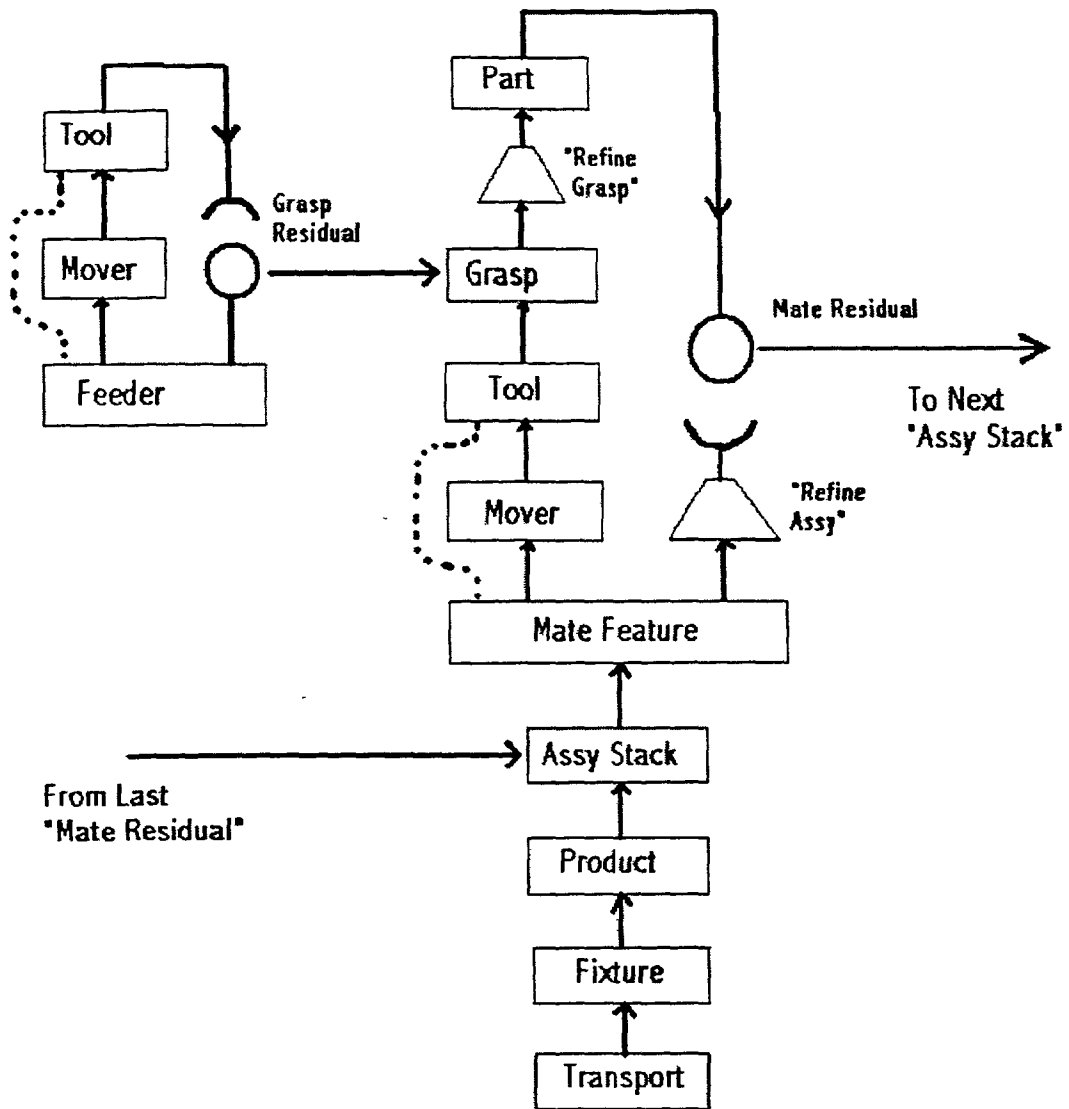 Part
Tool
"Refine
Grasp"
Grasp
Residual
Mover
Grasp
Mate Residual
Feeder
Tool
To Next
"Assy Stack"
Mover
"Refine
Assy"
Mate Feature
Assy Stack
From Last
"Mate Residual"
Product
Fixture
Transport